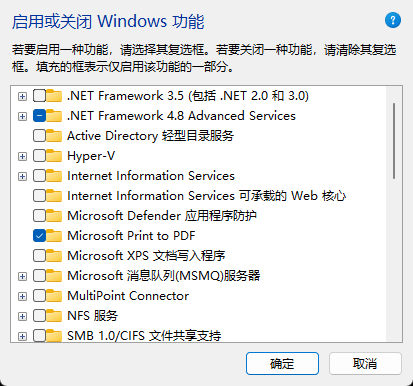 启用或关闭 Windows 功能
若要启用一种功能，请选择其复选框。若要关闭一种功能，请清除其复选
框。填充的框表示仅启用该功能的一部分。
.NET Framework 3.5 (包括 .NET 2.0 和 3.0)
.NET Framework 4.8 Advanced Services
Active Directory 轻型目录服务
Hyper-V
Internet Information Services
Internet Information Services 可承载的 Web 核心
Microsoft Defender 应用程序防护
Microsoft Print to PDF
Microsoft XPS 文档写入程序
Microsoft 消息队列(MSMQ)服务器
MultiPoint Connector
NFS 服务
SMB 1.0/CIFS 文件共享支持
确定 取消